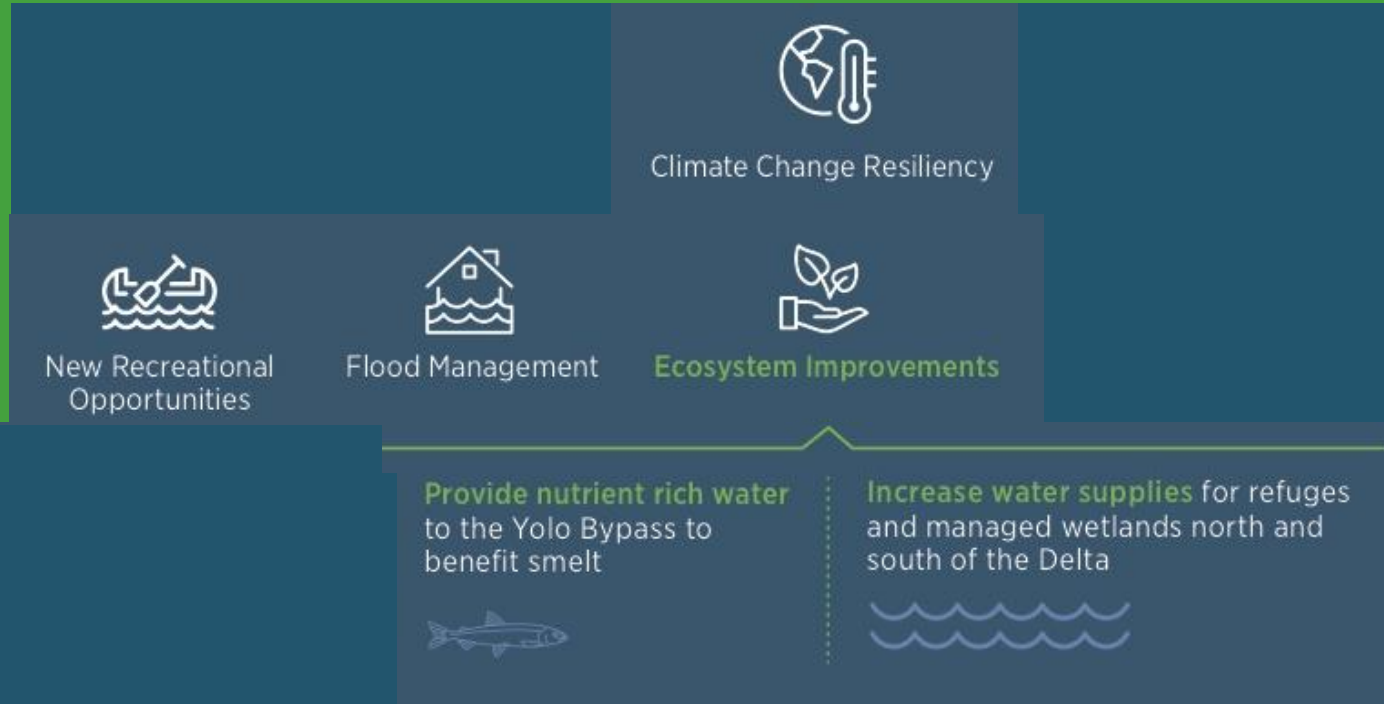 Climate Change Resiliency
New Recreational
Opportunities
Flood Management
Ecosystem Improvements
Provide nutrient rich water
to the Yolo Bypass to
benefit smelt
Increase water supplies for refuges
and managed wetlands north and
south of the Delta